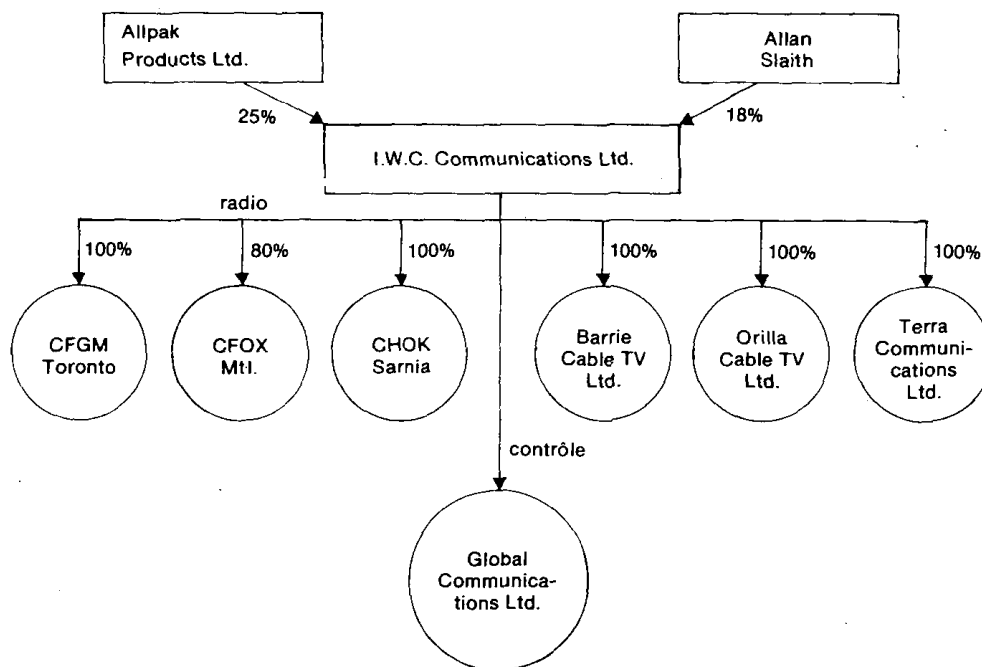 Allpak
Products Ltd.
Allan
Slaith
25%
18%
I.W.C. Communications Ltd.
radio
100%
80%
100%
100%
100%
100%
CFGM
Toronto
CFOX
Mtl.
CHOK
Sarnia
Barrie
Cable TV
Ltd.
Orilla
Cable TV
Ltd.
Terra
Communi-
cations
Ltd.
contrôle
Global
Communica-
tions Ltd.